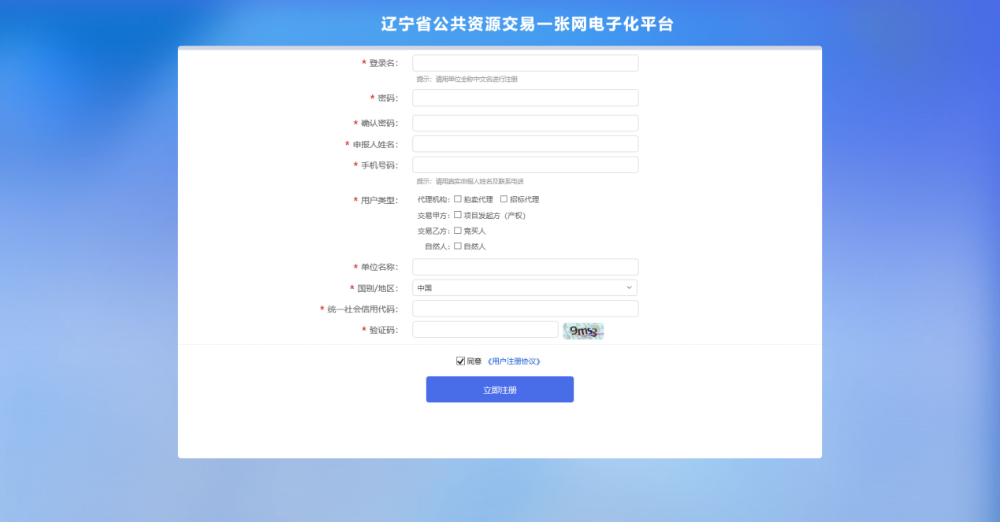 辽宁省公共资源交易一张网电子化平台
* 登录名：
提示：请用单位全称中文名进行注册
* 密码：
* 确认密码：
* 申报人姓名：
* 手机号码：
提示：请用真实申报人姓名及联系电话
* 用户类型： 代理机构： 拍卖代理 招标代理
交易甲方： 项目发起方（产权）
交易乙方： 竞买人
自然人： 自然人
* 单位名称：
* 国别/地区： 中国
* 统一社会信用代码：
* 验证码： 9ms3
同意 《用户注册协议》
立即注册